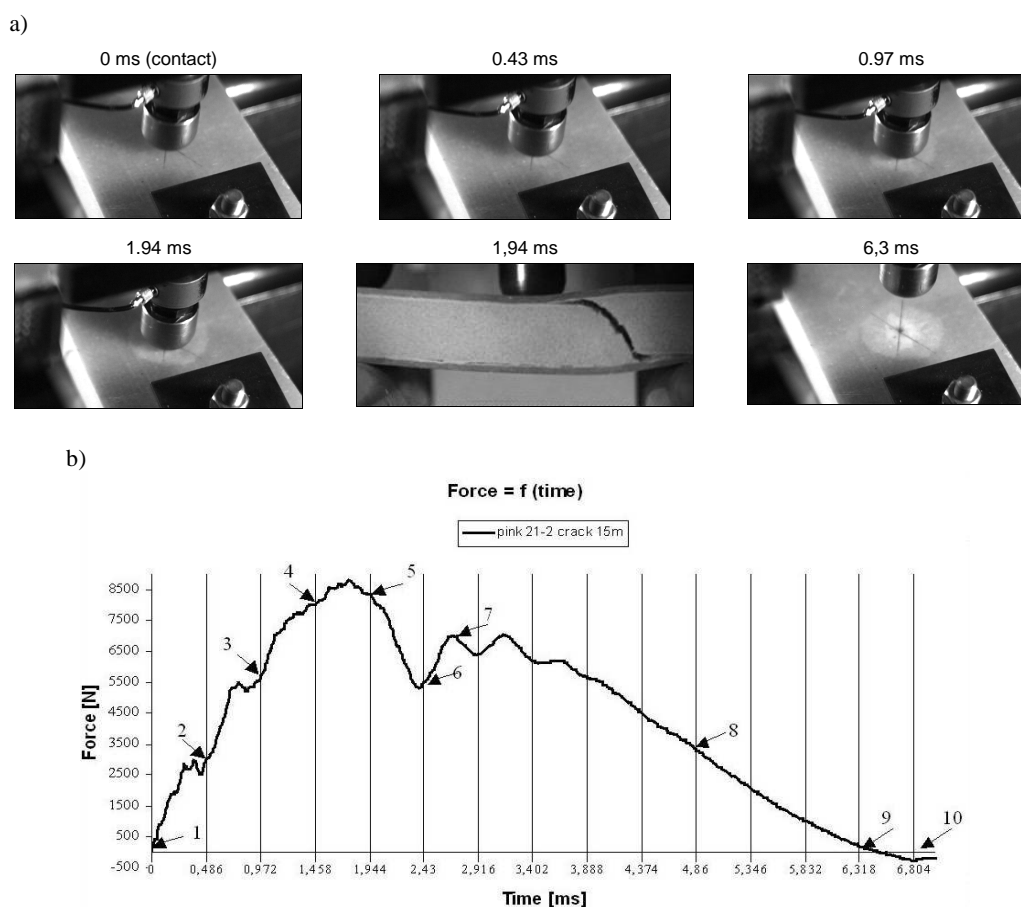 a)
0 ms (contact) 0.43 ms 0.97 ms
1.94 ms 1,94 ms 6,3 ms
b)
Force = f (time)
pink 21-2 crack 15m
Force [N]
8500
7500
6500
5500
4500
3500
2500
1500
500
-500
1
2
3
4
5
6
7
8
9
10
0 0,486 0,972 1,458 1,944 2,43 2,916 3,402 3,888 4,374 4,86 5,346 5,832 6,318 6,804
Time [ms]